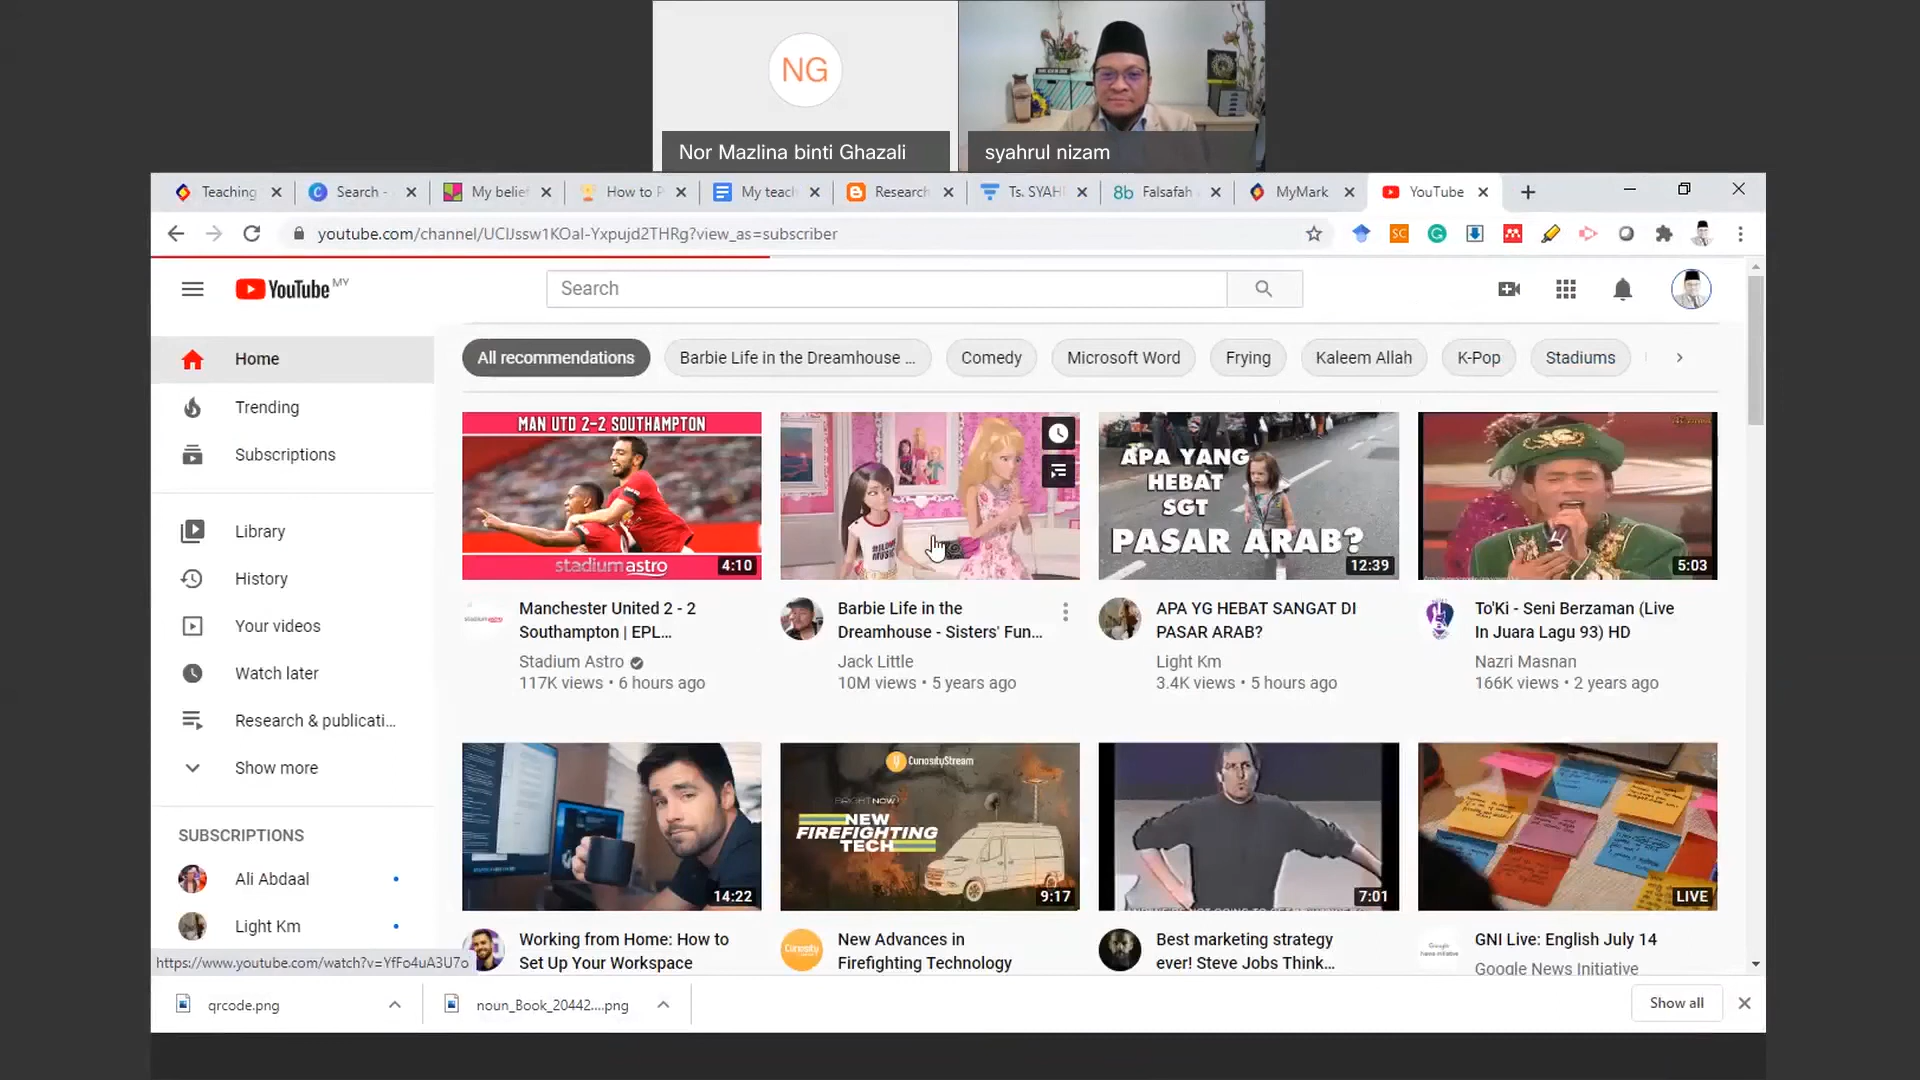 NG
Nor Mazlina binti Ghazali
syahrul nizam
Teaching
Search -
My belief
How to P
My teac
Research
Ts. SYAH
Falsafah
MyMark
YouTube
youtube.com/channel/UCIJssw1KOaI-Yxpujd2THRg?view_as=subscriber
YouTube MY
Search
Home
Trending
Subscriptions
Library
History
Your videos
Watch later
Research & publicati...
Show more
SUBSCRIPTIONS
Ali Abdaal
Light Km
All recommendations
Barbie Life in the Dreamhouse ...
Comedy
Microsoft Word
Frying
Kaleem Allah
K-Pop
Stadiums
MAN UTD 2-2 SOUTHAMPTON
stadium astro
4:10
Manchester United 2 - 2
Southampton | EPL...
Stadium Astro
117K views • 6 hours ago
Barbie Life in the
Dreamhouse - Sisters' Fun...
Jack Little
10M views • 5 years ago
APA YANG
HEBAT
SGT
PASAR ARAB?
12:39
APA YG HEBAT SANGAT DI
PASAR ARAB?
Light Km
3.4K views • 5 hours ago
5:03
To'Ki - Seni Berzaman (Live
In Juara Lagu 93) HD
Nazri Masnan
166K views • 2 years ago
14:22
Working from Home: How to
Set Up Your Workspace
CuriosityStream
BRIGHT NOW
NEW
FIREFIGHTING
TECH
9:17
New Advances in
Firefighting Technology
7:01
Best marketing strategy
ever! Steve Jobs Think...
LIVE
GNI Live: English July 14
Google News Initiative
https://www.youtube.com/watch?v=YfFo4uA3U7o
qrcode.png
noun_Book_20442....png
Show all